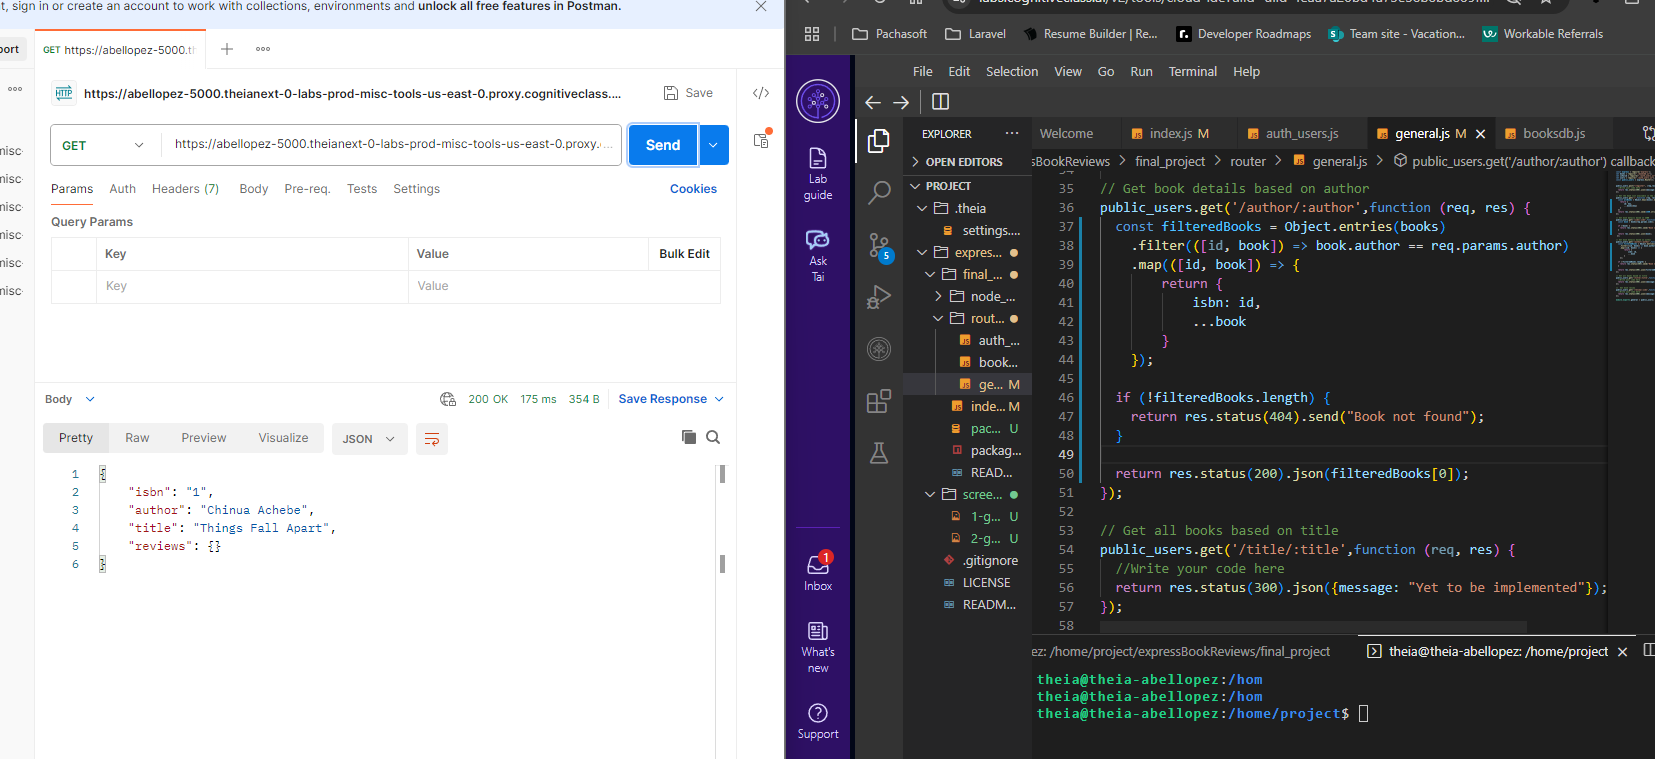 , sign in or create an account to work with collections, environments and unlock all free features in Postman.
port
GET https://abellopez-5000.th
HTTP
https://abellopez-5000.theianext-0-labs-prod-misc-tools-us-east-0.proxy.cognitiveclass....
Save
GET
https://abellopez-5000.theianext-0-labs-prod-misc-tools-us-east-0.proxy.
Send
misc-
misc-
misc-
misc-
misc-
misc-
Params
Auth
Headers (7)
Body
Pre-req.
Tests
Settings
Cookies
Query Params
Key
Value
Bulk Edit
Key
Value
Body
200 OK
175 ms
354 B
Save Response
Pretty
Raw
Preview
Visualize
JSON
1 {
2 "isbn": "1",
3 "author": "Chinua Achebe",
4 "title": "Things Fall Apart",
5 "reviews": {}
6 }
Pachasoft
Laravel
Resume Builder | Re...
Developer Roadmaps
Team site - Vacation...
Workable Referrals
Lab guide
Ask Tai
1
Inbox
What's new
Support
File
Edit
Selection
View
Go
Run
Terminal
Help
5
EXPLORER
OPEN EDITORS
PROJECT
.theia
settings....
expres...
final_...
node_...
rout...
auth_...
book...
ge... M
inde... M
pac... U
packag...
READ...
scree...
1-g... U
2-g... U
.gitignore
LICENSE
READM...
Welcome
index.js M
auth_users.js
general.js M
booksdb.js
sBookReviews > final_project > router > general.js > public_users.get('/author/:author') callback
35 // Get book details based on author
36 public_users.get('/author/:author',function (req, res) {
37 const filteredBooks = Object.entries(books)
38 .filter(([id, book]) => book.author == req.params.author)
39 .map(([id, book]) => {
40 return {
41 isbn: id,
42 ...book
43 }
44 });
45
46 if (!filteredBooks.length) {
47 return res.status(404).send("Book not found");
48 }
49
50 return res.status(200).json(filteredBooks[0]);
51 });
52
53 // Get all books based on title
54 public_users.get('/title/:title',function (req, res) {
55 //Write your code here
56 return res.status(300).json({message: "Yet to be implemented"});
57 });
58
ez: /home/project/expressBookReviews/final_project
theia@theia-abellopez: /home/project
theia@theia-abellopez:/hom
theia@theia-abellopez:/hom
theia@theia-abellopez:/home/project$